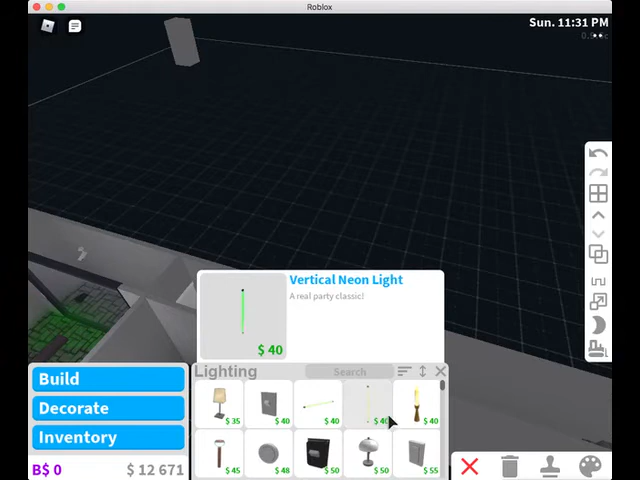 Roblox
Sun. 11:31 PM
Vertical Neon Light
A real party classic!
$ 40
Lighting
Search
Build
Decorate
Inventory
$ 35
$ 40
$ 40
$ 40
$ 40
$ 45
$ 48
$ 50
$ 50
$ 55
B$ 0
$ 12 671